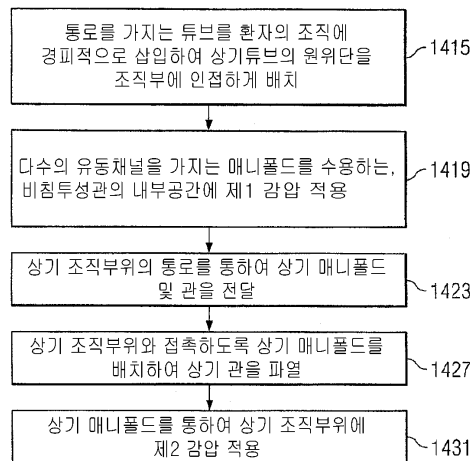 통로를 가지는 튜브를 환자의 조직에
경피적으로 삽입하여 상기튜브의 원위단을
조직부에 인접하게 배치
1415
다수의 유동채널을 가지는 매니폴드를 수용하는,
비침투성관의 내부공간에 제1 감압 적용
1419
상기 조직부위의 통로를 통하여 상기 매니폴드
및 관을 전달
1423
상기 조직부위와 접촉하도록 상기 매니폴드를
배치하여 상기 관을 파열
1427
상기 매니폴드를 통하여 상기 조직부위에
제2 감압 적용
1431